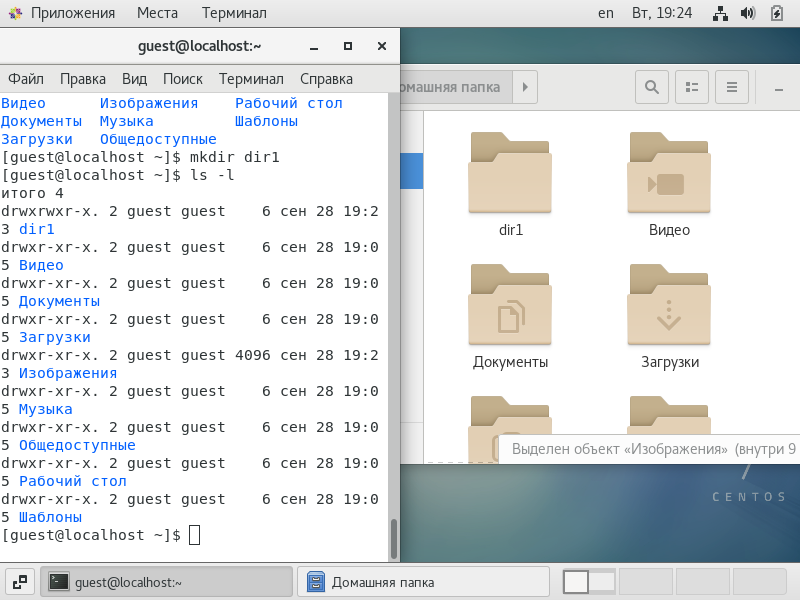 Приложения Места Терминал en Вт, 19:24
guest@localhost:~
Файл Правка Вид Поиск Терминал Справка
Видео Изображения Рабочий стол
Документы Музыка Шаблоны
Загрузки Общедоступные
[guest@localhost ~]$ mkdir dir1
[guest@localhost ~]$ ls -l
итого 4
drwxrwxr-x. 2 guest guest 6 сен 28 19:2
3 dir1
drwxr-xr-x. 2 guest guest 6 сен 28 19:0
5 Видео
drwxr-xr-x. 2 guest guest 6 сен 28 19:0
5 Документы
drwxr-xr-x. 2 guest guest 6 сен 28 19:0
5 Загрузки
drwxr-xr-x. 2 guest guest 4096 сен 28 19:2
3 Изображения
drwxr-xr-x. 2 guest guest 6 сен 28 19:0
5 Музыка
drwxr-xr-x. 2 guest guest 6 сен 28 19:0
5 Общедоступные
drwxr-xr-x. 2 guest guest 6 сен 28 19:0
5 Рабочий стол
drwxr-xr-x. 2 guest guest 6 сен 28 19:0
5 Шаблоны
[guest@localhost ~]$
омашняя папка
dir1 Видео
Документы Загрузки
Выделен объект «Изображения» (внутри 9
7
CENTOS
guest@localhost:~ Домашняя папка